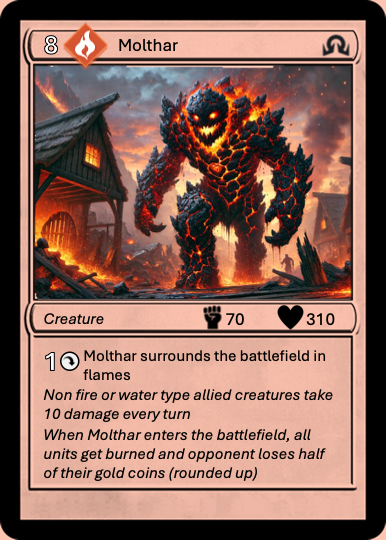 8 Molthar
Creature 70 310
1 Molthar surrounds the battlefield in
flames
Non fire or water type allied creatures take
10 damage every turn
When Molthar enters the battlefield, all
units get burned and opponent loses half
of their gold coins (rounded up)